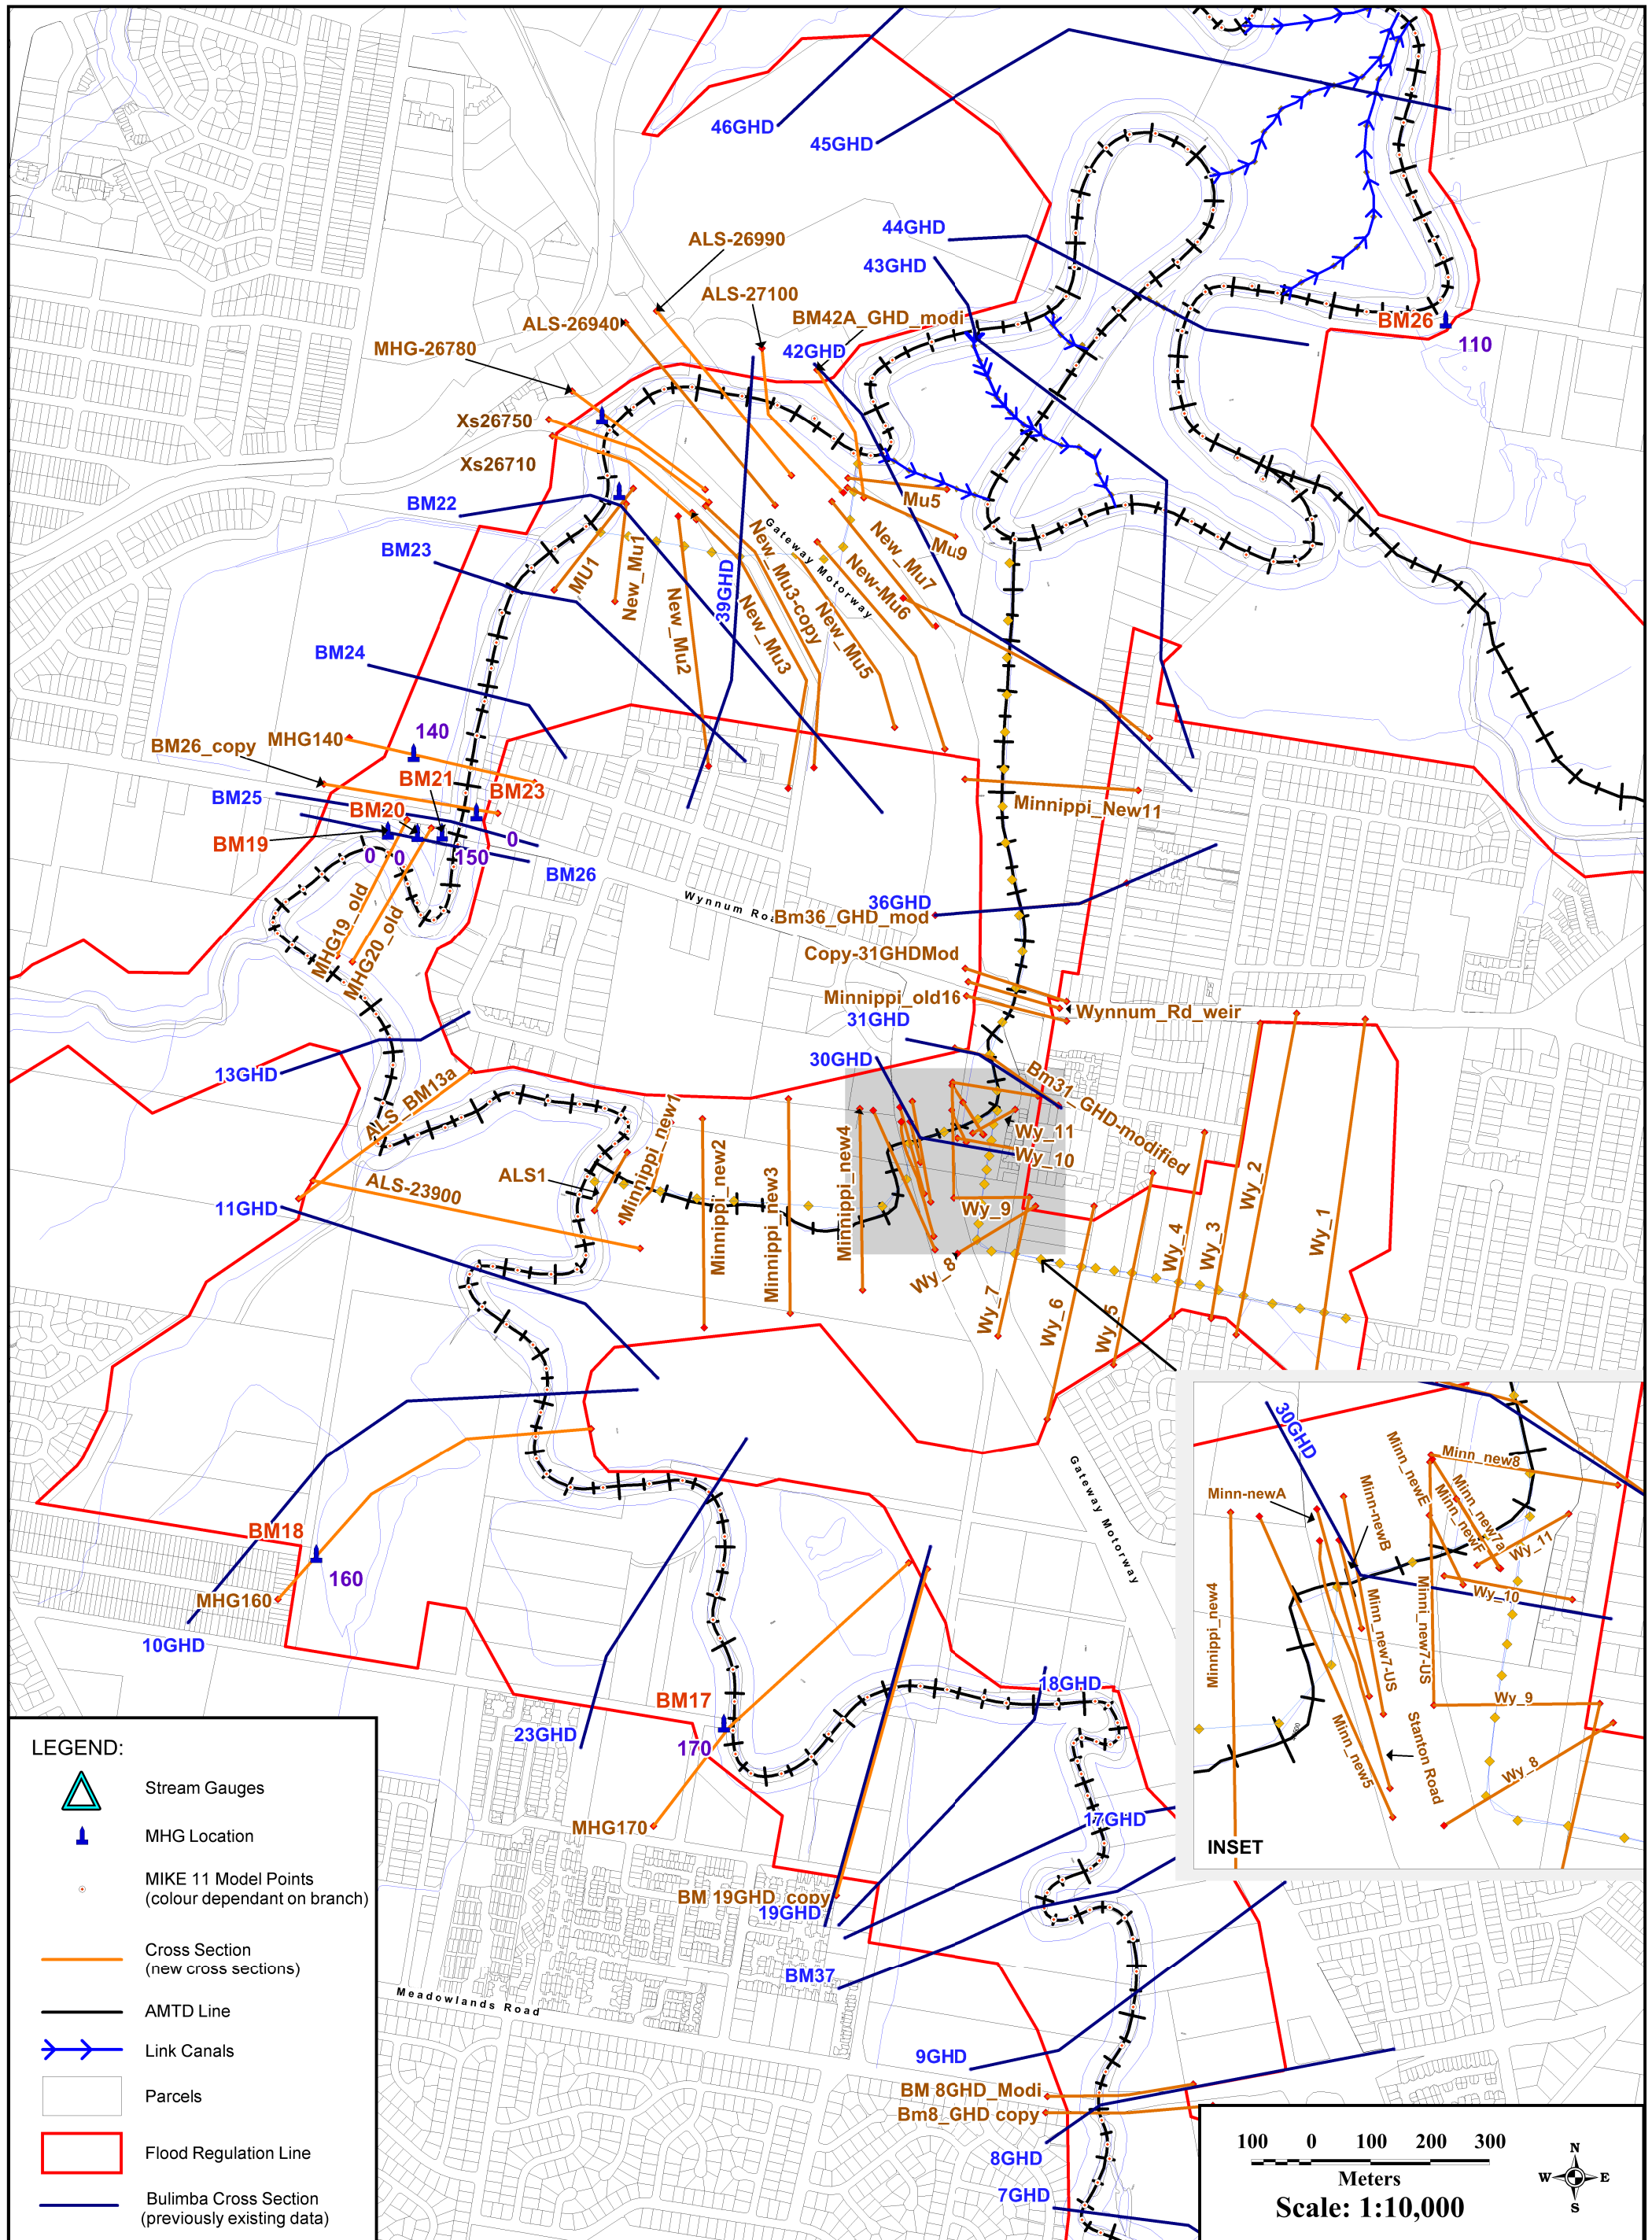 46GHD
45GHD
44GHD
43GHD
ALS-26990
ALS-27100
BM42A_GHD_modi
ALS-26940
42GHD
MHG-26780
BM26
110
Xs26750
Xs26710
BM22
Mu5
Mu9
BM23
MU1
New_Mu1
New_Mu2
39GHD
New_Mu3
New_Mu3-copy
New_Mu5
New-Mu6
New_Mu7
Gateway Motorway
BM24
140
MHG140
BM26_copy
BM21
BM23
BM25
BM20
BM19
0
0
150
0
BM26
Minnippi_New11
MHG19_old
MHG20_old
Wynnum Roa
36GHD
Bm36_GHD_mod
Copy-31GHDMod
Minnippi_old16
Wynnum_Rd_weir
31GHD
30GHD
13GHD
ALS_BM13a
Bm31_GHD-modified
Wy_11
Wy_10
ALS1
ALS-23900
Minnippi_new1
Minnippi_new2
Minnippi_new3
Minnippi_new4
11GHD
Wy_9
Wy_8
Wy_7
Wy_6
Wy_5
Wy_4
Wy_3
Wy_2
Wy_1
Gateway Motorway
30GHD
Minn_new8
Minn-newA
Minn-newB
Minn_newE
Minn_newF
Minn_new7a
Wy_11
Wy_10
Minnippi_new4
Minn_new7-US
Minni_new7-US
Wy_9
Minn_new5
Stanton Road
Wy_8
INSET
BM18
160
MHG160
10GHD
23GHD
BM17
170
18GHD
MHG170
17GHD
BM 19GHD_copy
19GHD
BM37
Meadowlands Road
9GHD
BM 8GHD_Modi
Bm8_GHD copy
8GHD
7GHD
LEGEND:
Stream Gauges
MHG Location
MIKE 11 Model Points
(colour dependant on branch)
Cross Section
(new cross sections)
AMTD Line
Link Canals
Parcels
Flood Regulation Line
Bulimba Cross Section
(previously existing data)
100 0 100 200 300
Meters
Scale: 1:10,000
N
W E
S